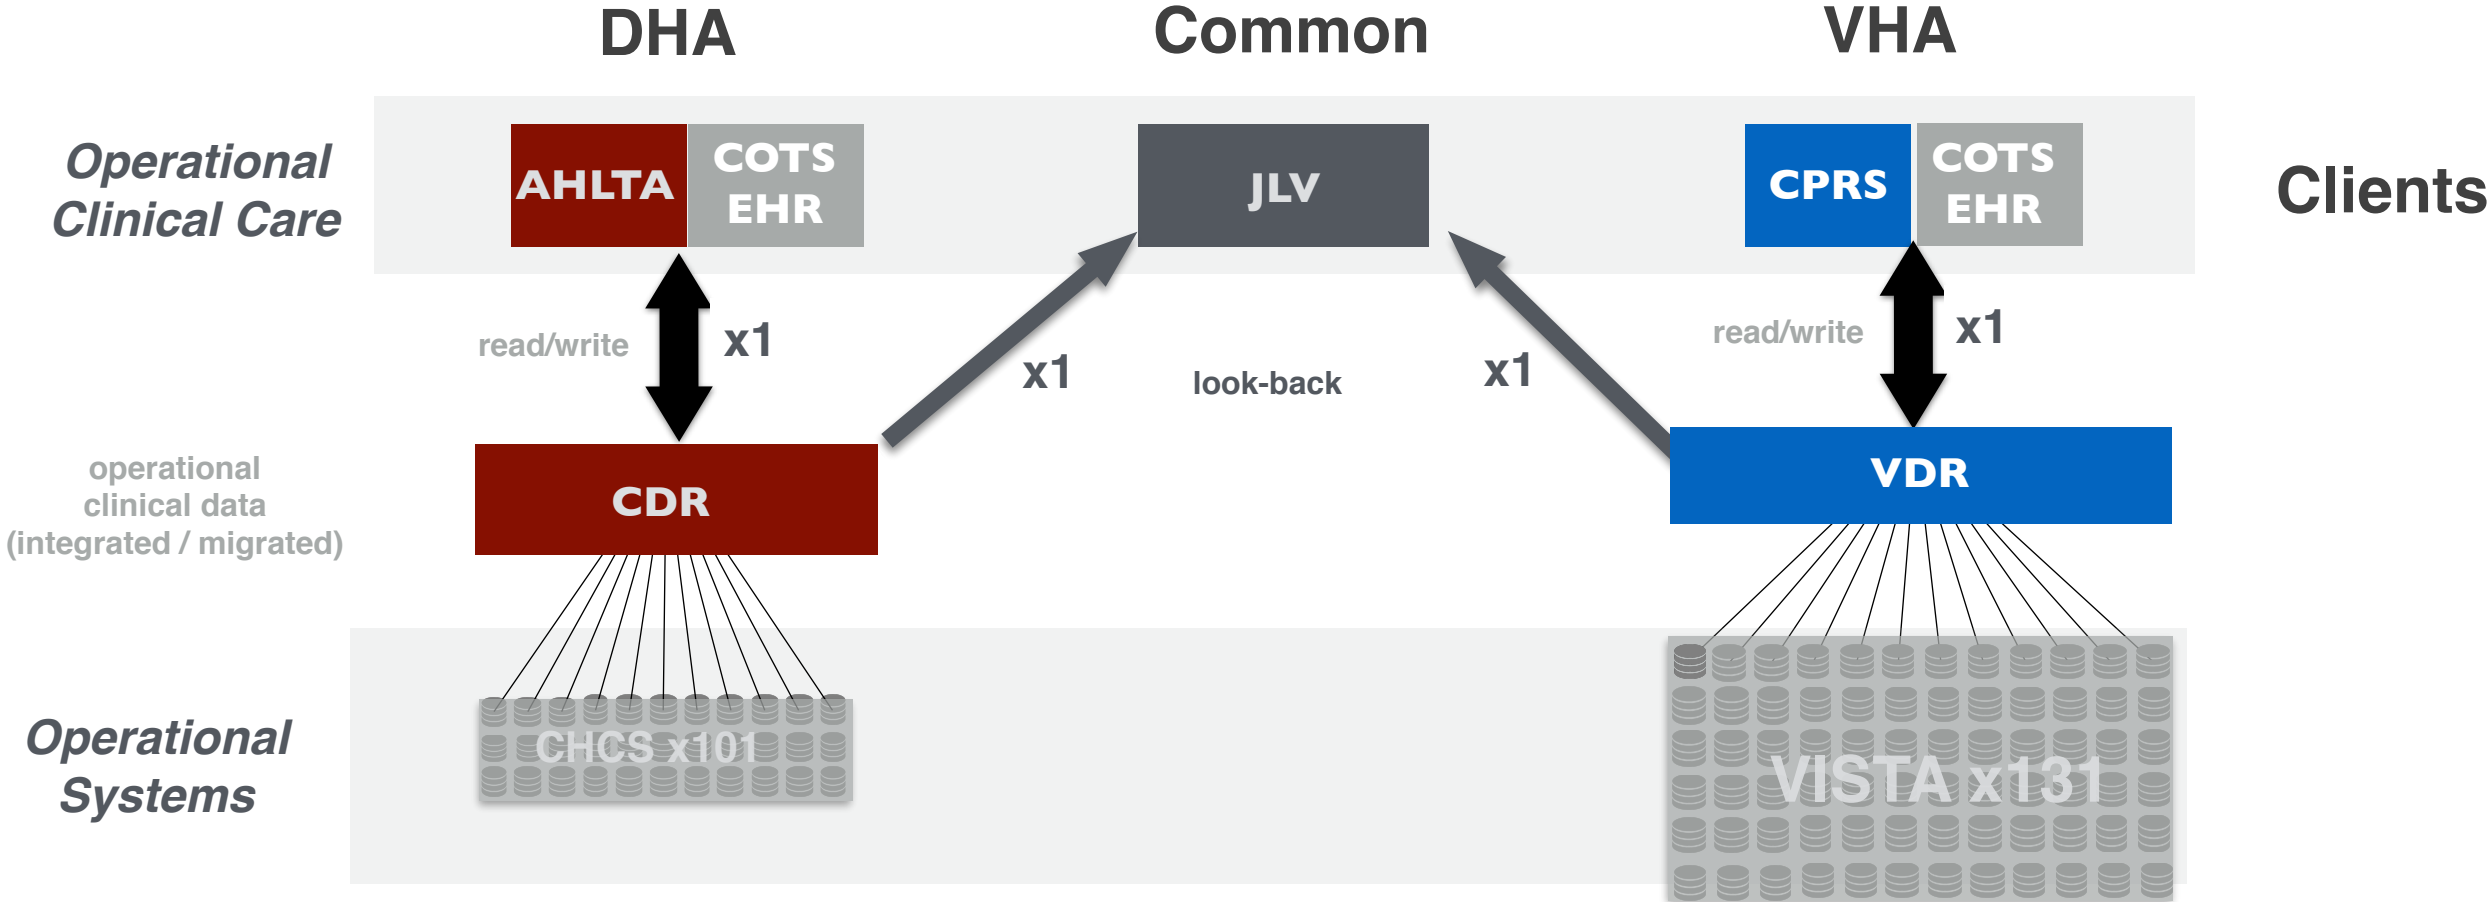 DHA
Common
VHA
Operational
Clinical Care
AHLTA
COTS
EHR
JLV
CPRS
COTS
EHR
Clients
read/write
x1
x1
look-back
x1
read/write
x1
operational
clinical data
(integrated / migrated)
CDR
VDR
Operational
Systems
CHCS x101
VISTA x131